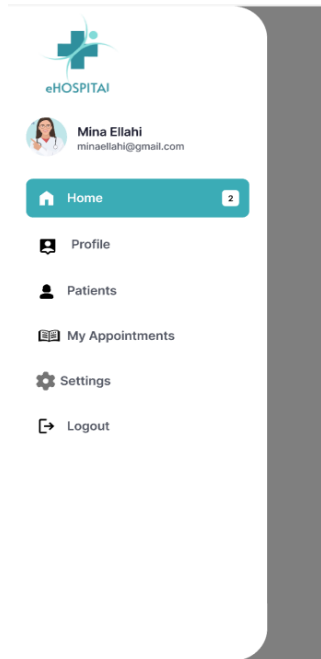 eHOSPITAl
Mina Ellahi
minaellahi@gmail.com
Home 2
Profile
Patients
My Appointments
Settings
Logout